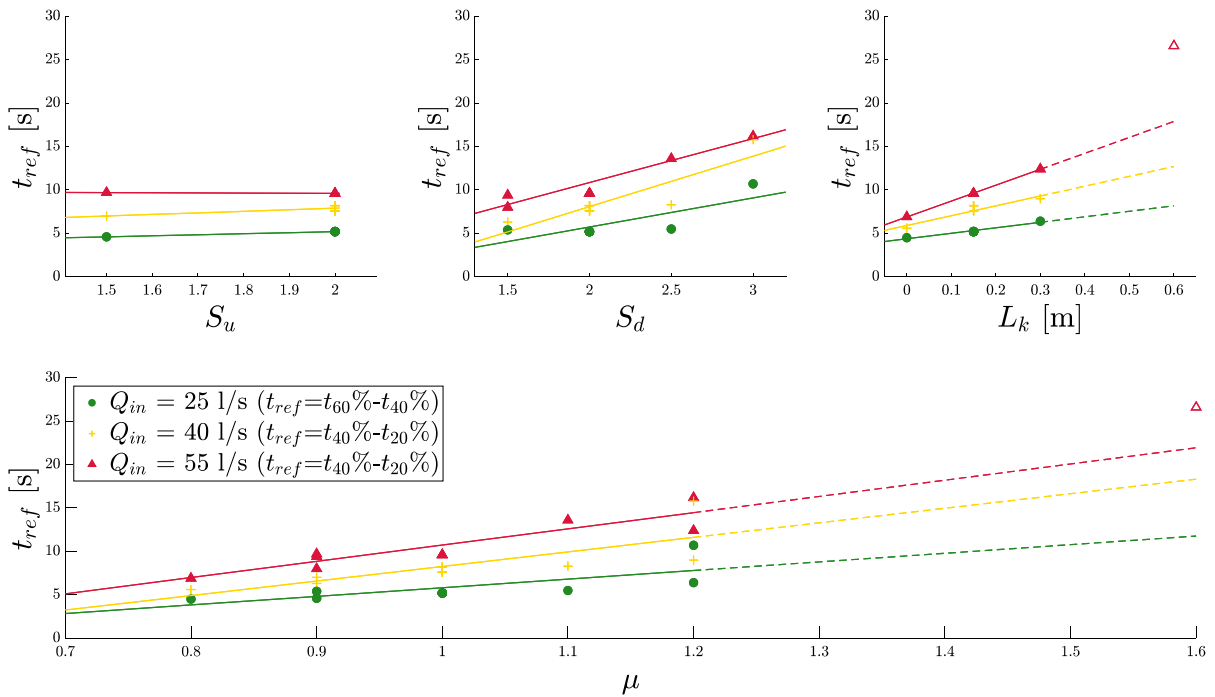 30
25
20
15
10
5
0
t_ref [s]
1.5 1.6 1.7 1.8 1.9 2
S_u
30
25
20
15
10
5
0
t_ref [s]
1.5 2 2.5 3
S_d
30
25
20
15
10
5
0
t_ref [s]
0 0.1 0.2 0.3 0.4 0.5 0.6
L_k [m]
30
25
20
15
10
5
0
t_ref [s]
Q_in = 25 l/s (t_ref=t_60%-t_40%)
Q_in = 40 l/s (t_ref=t_40%-t_20%)
Q_in = 55 l/s (t_ref=t_40%-t_20%)
0.7 0.8 0.9 1 1.1 1.2 1.3 1.4 1.5 1.6
μ